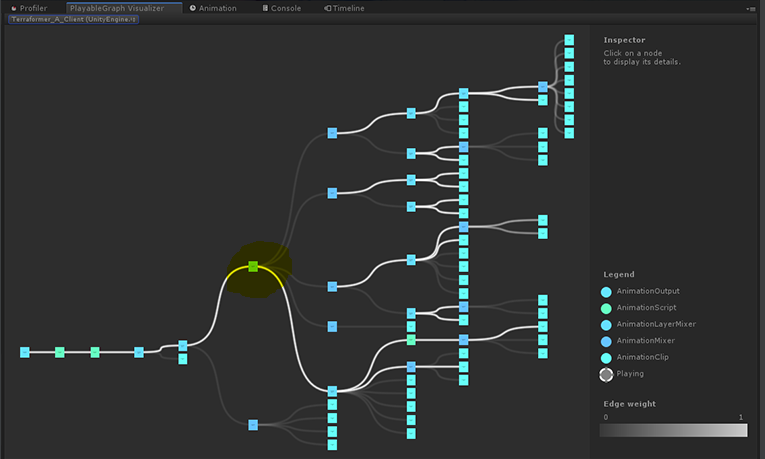 Profiler
PlayableGraph Visualizer
Animation
Console
Timeline
Terraformer_A_Client (UnityEngine.
Inspector
Click on a node
to display its details.
Legend
AnimationOutput
AnimationScript
AnimationLayerMixer
AnimationMixer
AnimationClip
Playing
Edge weight
0 1